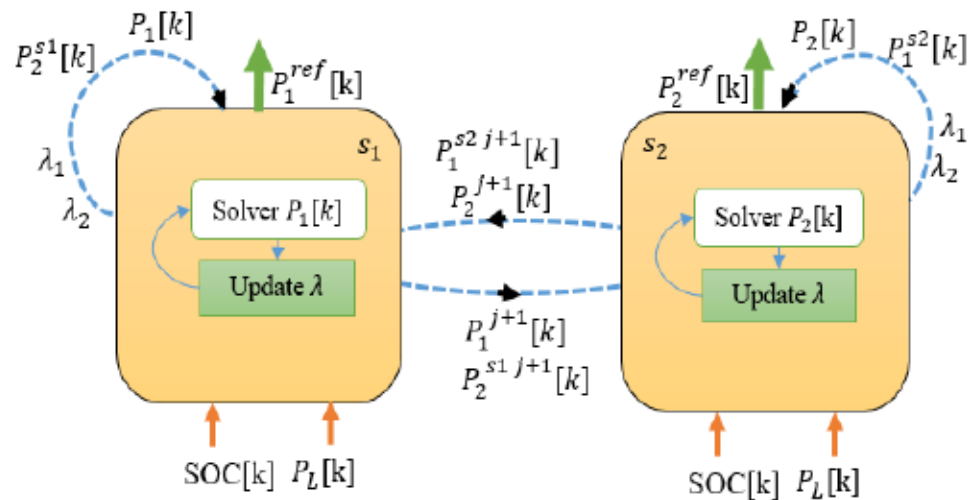 P_1[k]
P_2^{s1}[k]
P_1^{ref}[k]
λ_1
λ_2
s_1
Solver P_1[k]
Update λ
SOC[k]
P_L[k]
P_1^{s2 j+1}[k]
P_2^{j+1}[k]
P_1^{j+1}[k]
P_2^{s1 j+1}[k]
P_2[k]
P_1^{s2}[k]
P_2^{ref}[k]
λ_1
λ_2
s_2
Solver P_2[k]
Update λ
SOC[k]
P_L[k]